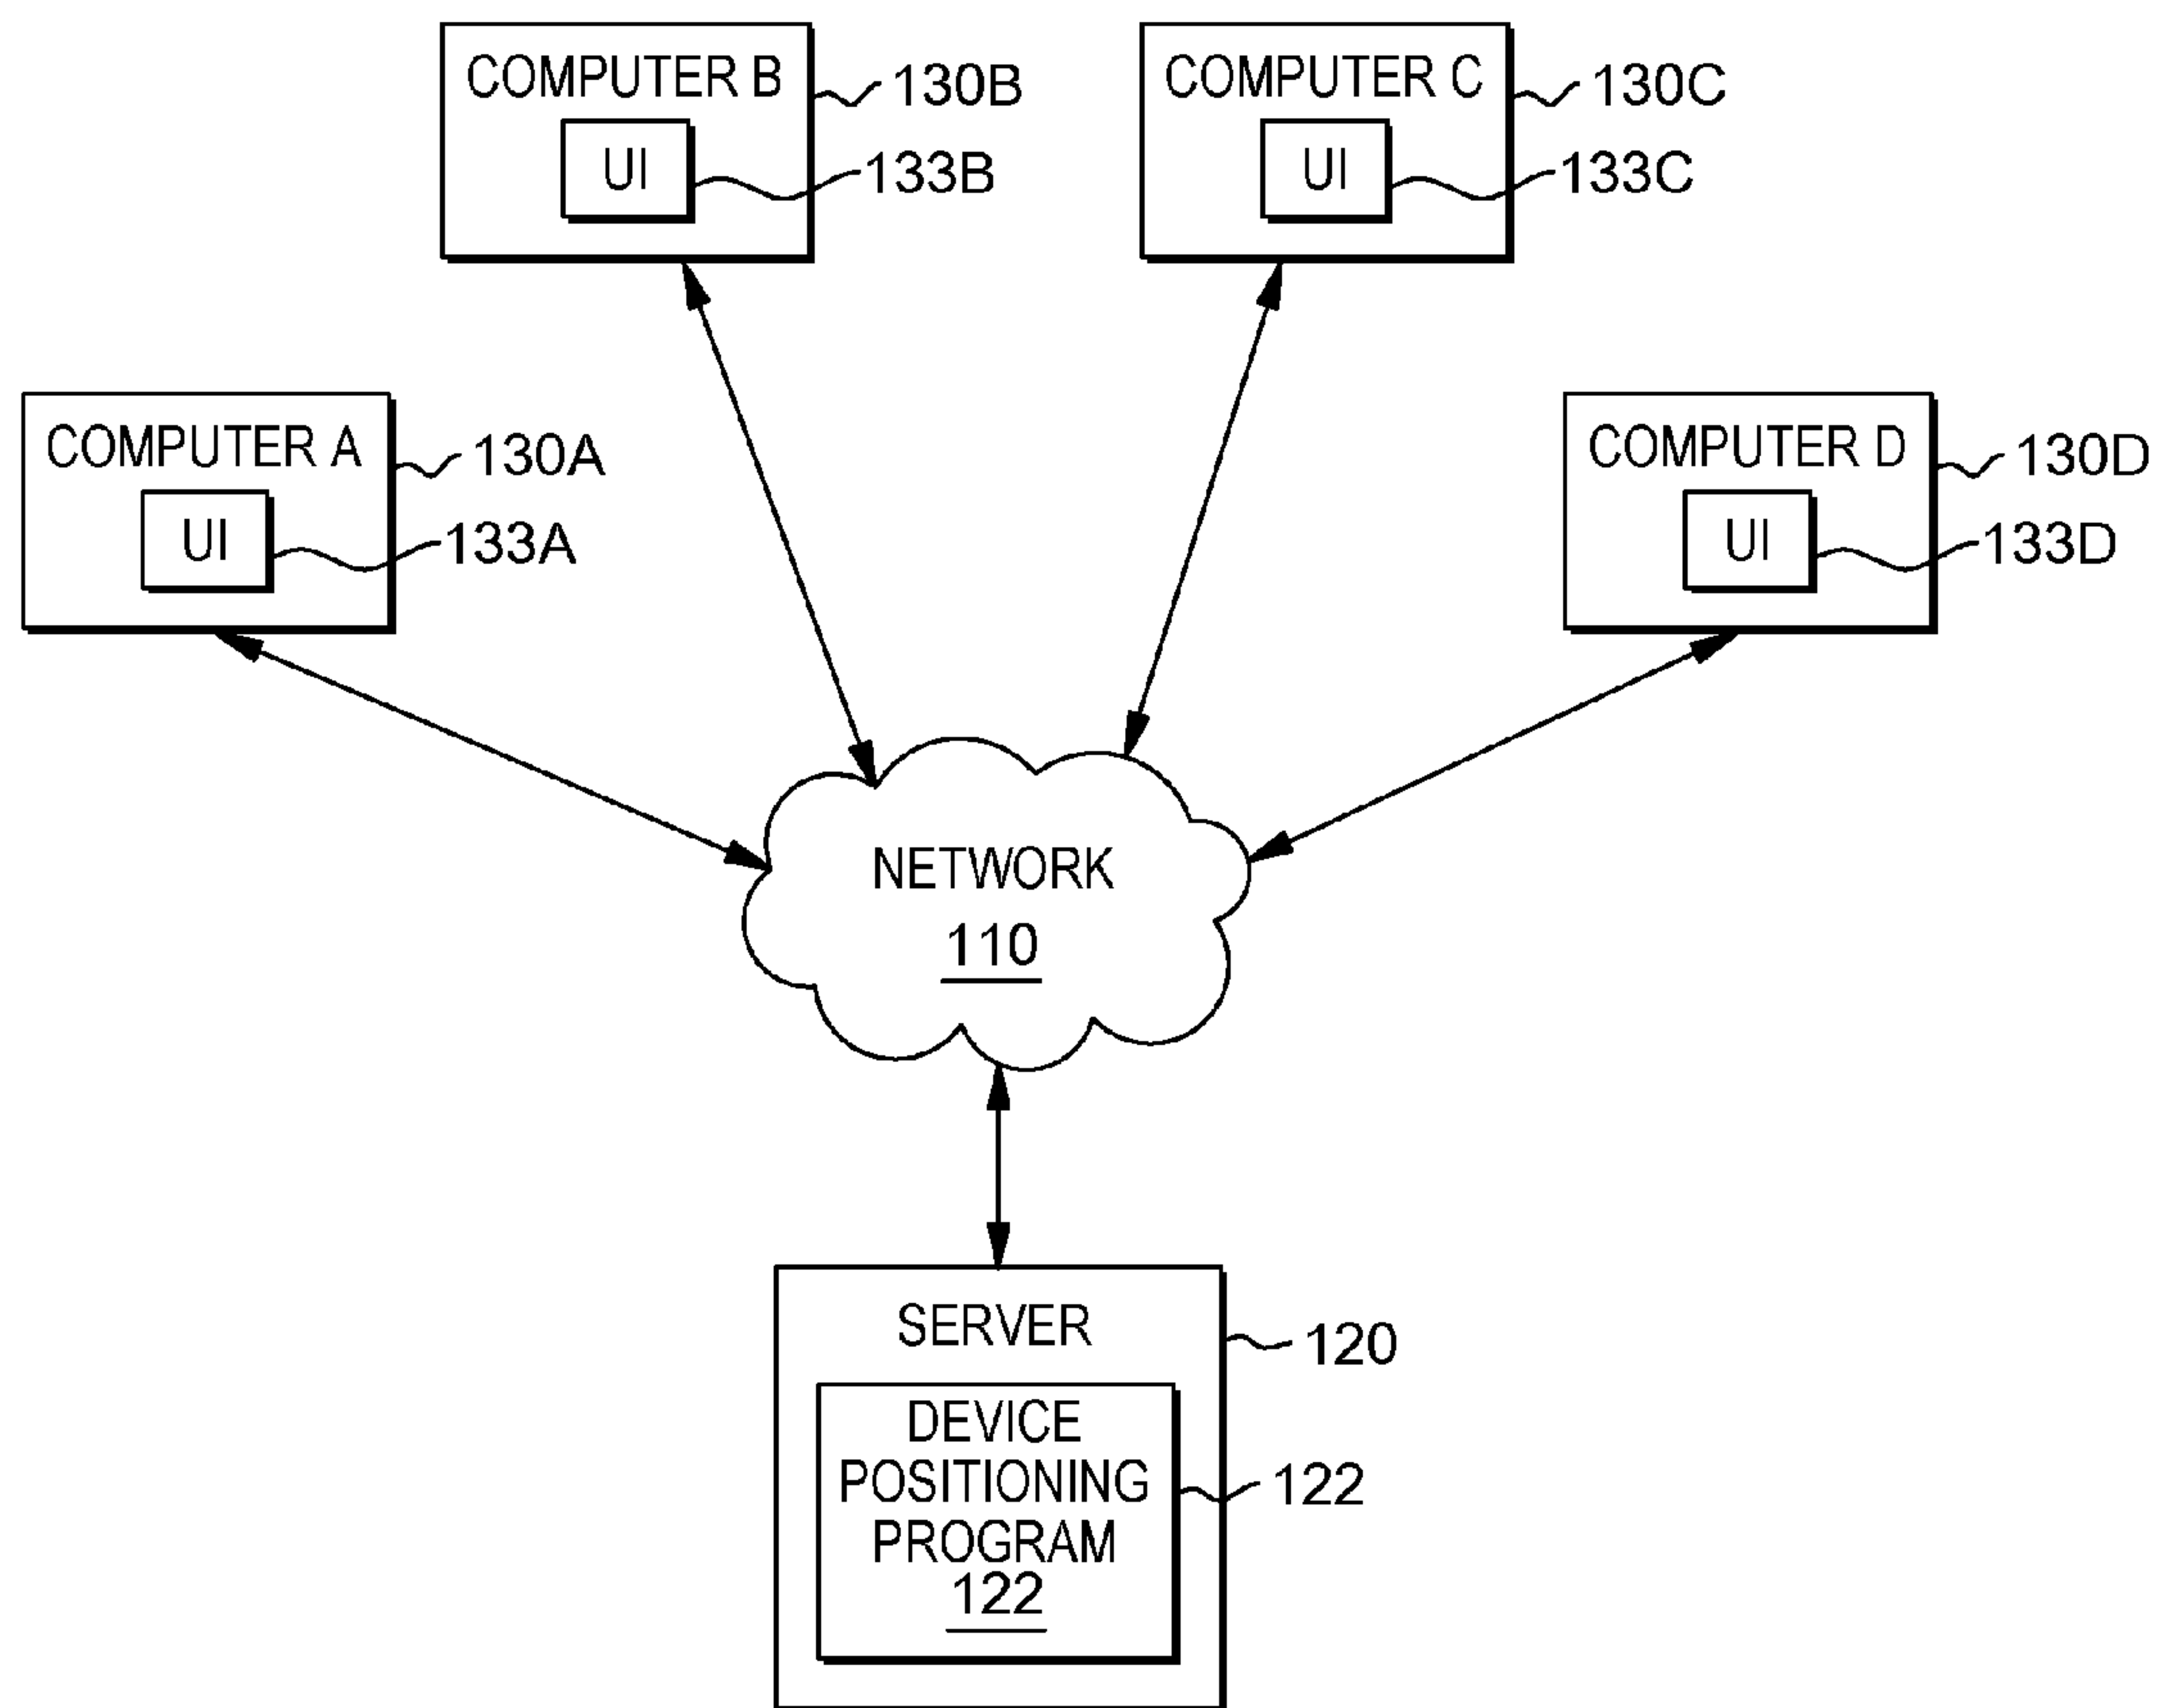 COMPUTER B
130B
UI
133B
COMPUTER C
130C
UI
133C
COMPUTER A
130A
UI
133A
COMPUTER D
130D
UI
133D
NETWORK
110
SERVER
120
DEVICE
POSITIONING
PROGRAM
122
122